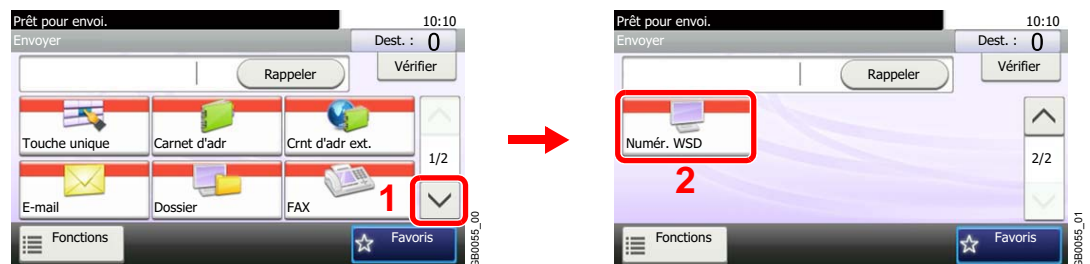 Prêt pour envoi.
10:10
Envoyer
Dest. : 0
Rappeler
Vérifier
Touche unique
Carnet d'adr
Crnt d'adr ext.
1/2
E-mail
Dossier
FAX
1
Fonctions
Favoris
GB0055_00
Prêt pour envoi.
10:10
Envoyer
Dest. : 0
Rappeler
Vérifier
Numér. WSD
2/2
2
Fonctions
Favoris
GB0055_01